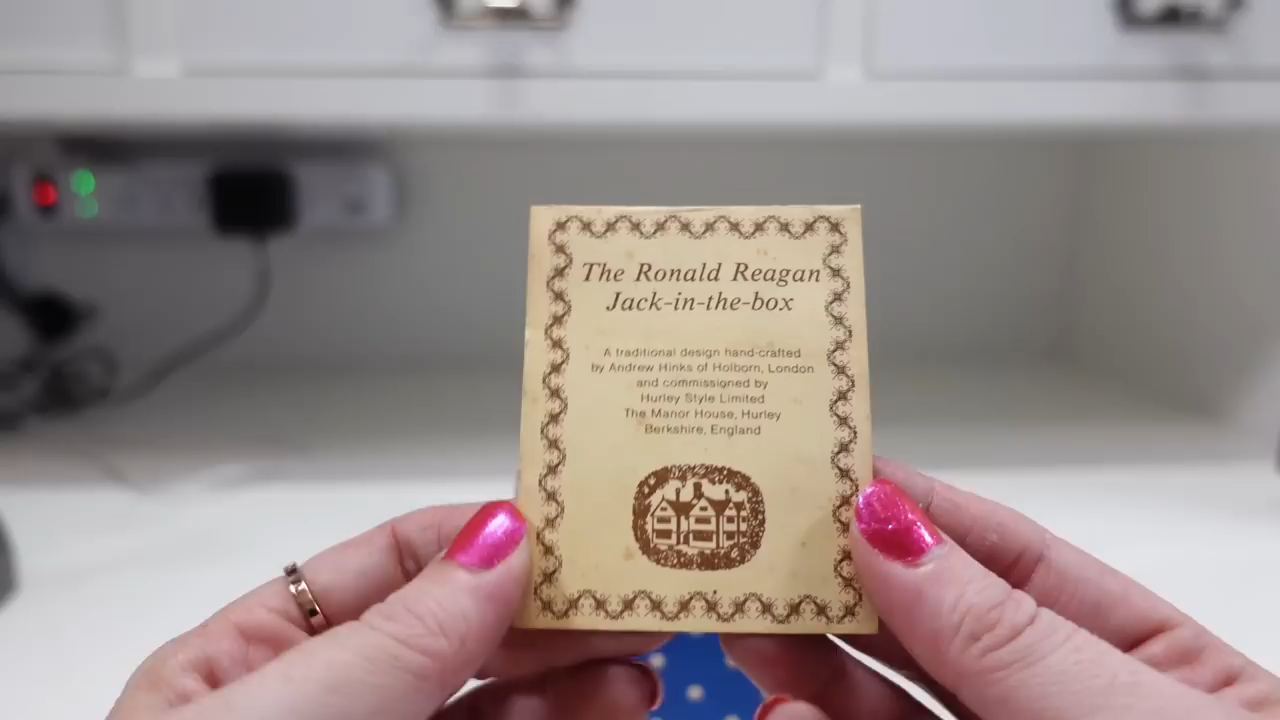 The Ronald Reagan
Jack-in-the-box
A traditional design hand-crafted
by Andrew Hinks of Holborn, London
and commissioned by
Hurley Style Limited
The Manor House, Hurley
Berkshire, England